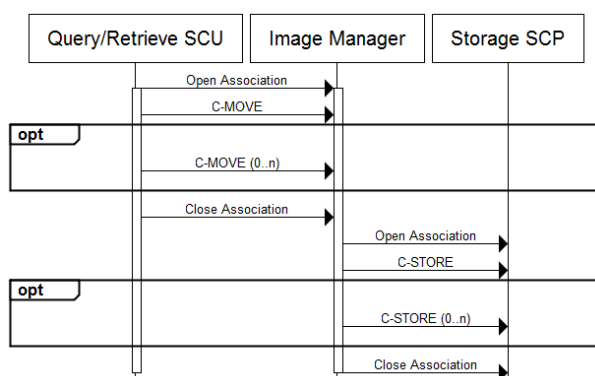 Query/Retrieve SCU
Image Manager
Storage SCP
Open Association
C-MOVE
opt
C-MOVE (0..n)
Close Association
Open Association
C-STORE
opt
C-STORE (0..n)
Close Association